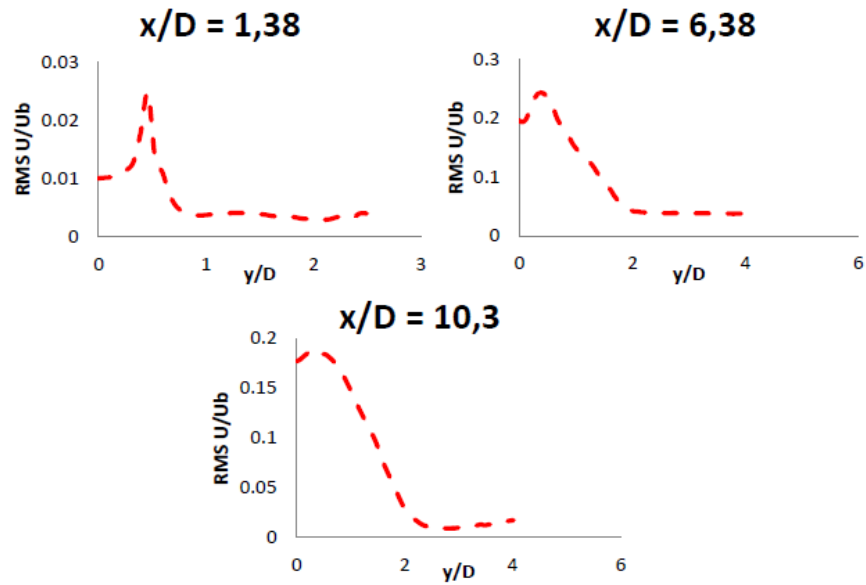 x/D = 1,38
0.03
0.02
0.01
0
RMS U/Ub
0 1 2 3
y/D
x/D = 6,38
0.3
0.2
0.1
0
RMS U/Ub
0 2 4 6
y/D
x/D = 10,3
0.2
0.15
0.1
0.05
0
RMS U/Ub
0 2 4 6
y/D